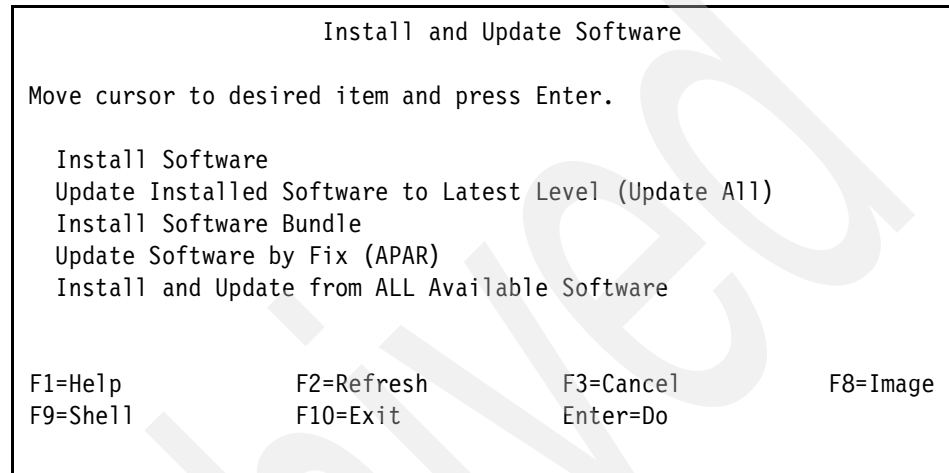 Install and Update Software
Move cursor to desired item and press Enter.
Install Software
Update Installed Software to Latest Level (Update All)
Install Software Bundle
Update Software by Fix (APAR)
Install and Update from ALL Available Software
F1=Help F2=Refresh F3=Cancel F8=Image
F9=Shell F10=Exit Enter=Do